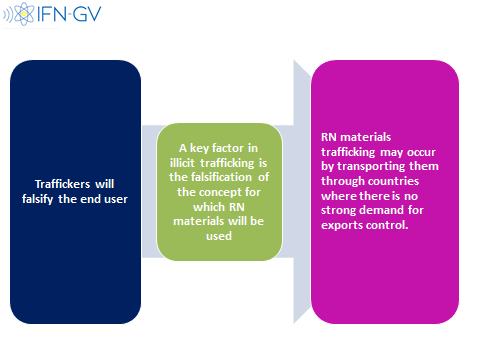 IFN-GV
Traffickers will
falsify the end user
A key factor in
illicit trafficking is
the falsification of
the concept for
which RN
materials will be
used
RN materials
trafficking may occur
by transporting them
through countries
where there is no
strong demand for
exports control.